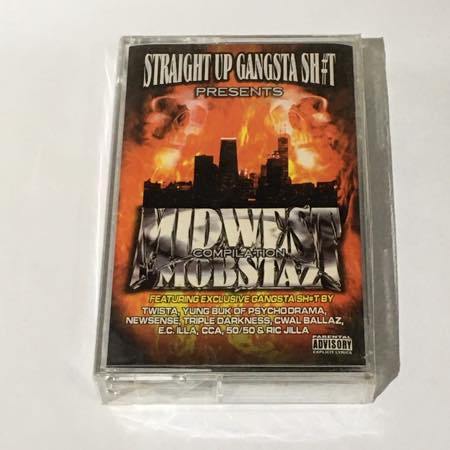 STRAIGHT UP GANGSTA SH#T
PRESENTS
MIDWEST
COMPILATION
MOBSTAZ
FEATURING EXCLUSIVE GANGSTA SH#T BY
TWISTA, YUNG BUK OF PSYCHODRAMA,
NEWSENSE, TRIPLE DARKNESS, CWAL BALLAZ,
E.C. ILLA, CCA, 50/50 & RIC JILLA
PARENTAL
ADVISORY
EXPLICIT LYRICS